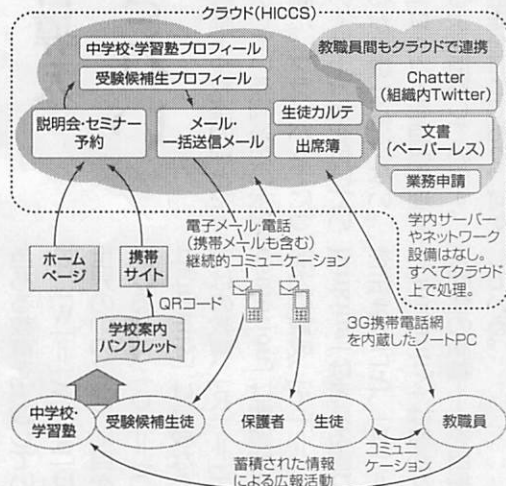 クラウド(HICCS)
中学校・学習塾プロフィール
受験候補生プロフィール
説明会・セミナー
予約
メール・
一括送信メール
生徒カルテ
出席簿
教職員間もクラウドで連携
Chatter
(組織内Twitter)
文書
(ペーパーレス)
業務申請
ホーム
ページ
携帯
サイト
QRコード
学校案内
パンフレット
電子メール・電話
(携帯メールも含む)
継続的コミュニケーション
学内サーバー
やネットワーク
設備はなし。
すべてクラウド
上で処理。
3G携帯電話網
を内蔵したノートPC
中学校・
学習塾
受験候補生徒
保護者
生徒
教職員
コミュニ
ケーション
蓄積された情報
による広報活動